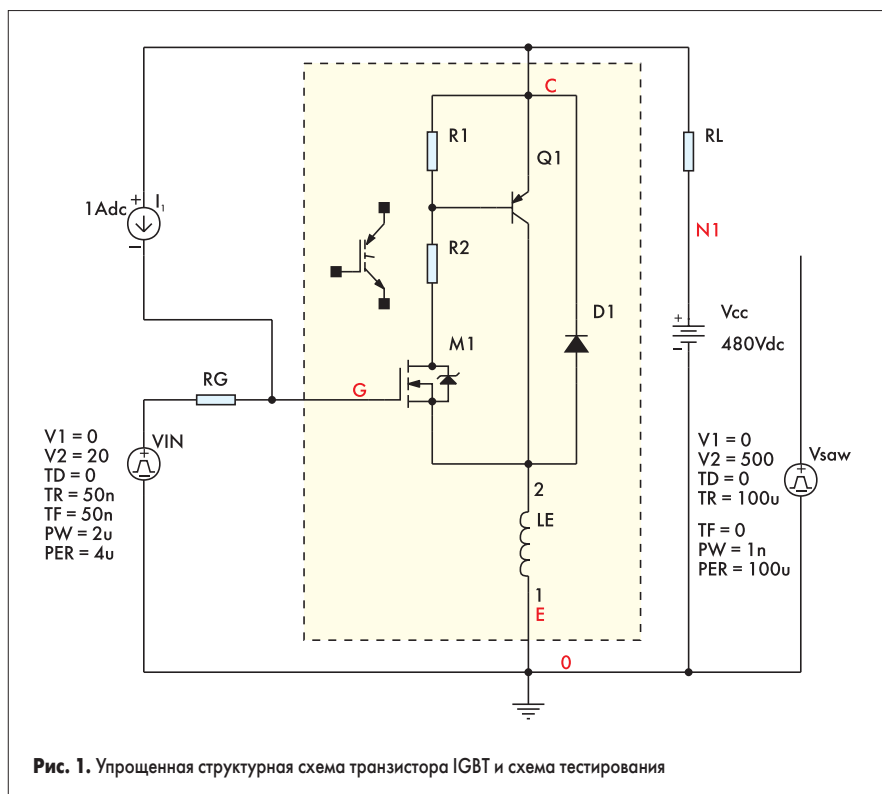 C
R1
Q1
RL
+
1Adc
I₁
−
N1
R2
D1
+
Vcc
−
480Vdc
M1
RG
G
V1 = 0
V2 = 20
TD = 0
TR = 50n
TF = 50n
PW = 2u
PER = 4u
VIN
V1 = 0
V2 = 500
TD = 0
TR = 100u
TF = 0
PW = 1n
PER = 100u
Vsaw
2
LE
1
E
0
Рис. 1. Упрощенная структурная схема транзистора IGBT и схема тестирования